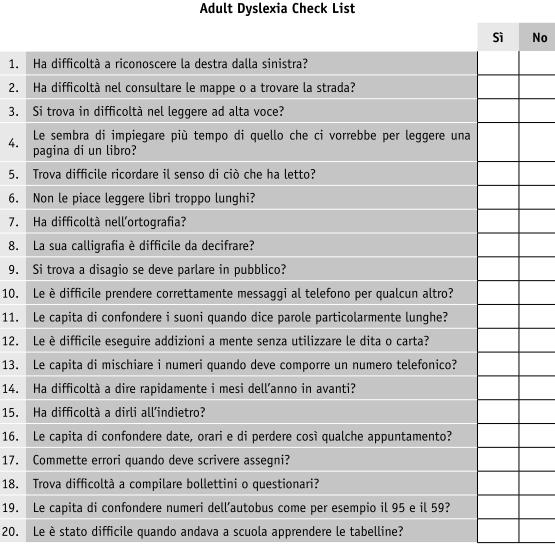 Adult Dyslexia Check List
Sì No
1. Ha difficoltà a riconoscere la destra dalla sinistra?
2. Ha difficoltà nel consultare le mappe o a trovare la strada?
3. Si trova in difficoltà nel leggere ad alta voce?
4. Le sembra di impiegare più tempo di quello che ci vorrebbe per leggere una
pagina di un libro?
5. Trova difficile ricordare il senso di ciò che ha letto?
6. Non le piace leggere libri troppo lunghi?
7. Ha difficoltà nell'ortografia?
8. La sua calligrafia è difficile da decifrare?
9. Si trova a disagio se deve parlare in pubblico?
10. Le è difficile prendere correttamente messaggi al telefono per qualcun altro?
11. Le capita di confondere i suoni quando dice parole particolarmente lunghe?
12. Le è difficile eseguire addizioni a mente senza utilizzare le dita o carta?
13. Le capita di mischiare i numeri quando deve comporre un numero telefonico?
14. Ha difficoltà a dire rapidamente i mesi dell'anno in avanti?
15. Ha difficoltà a dirli all'indietro?
16. Le capita di confondere date, orari e di perdere così qualche appuntamento?
17. Commette errori quando deve scrivere assegni?
18. Trova difficoltà a compilare bollettini o questionari?
19. Le capita di confondere numeri dell'autobus come per esempio il 95 e il 59?
20. Le è stato difficile quando andava a scuola apprendere le tabelline?